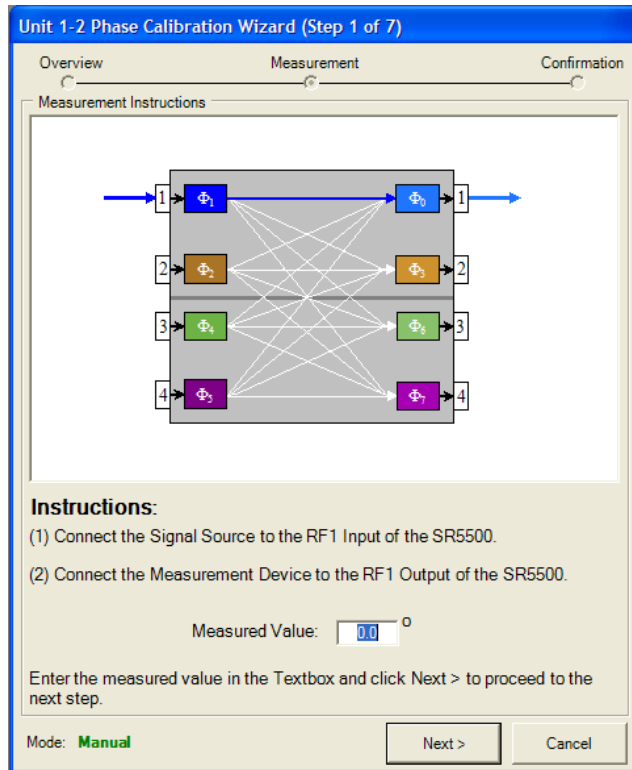 Unit 1-2 Phase Calibration Wizard (Step 1 of 7)
Overview Measurement Confirmation
Measurement Instructions
1 Φ1 Φ0 1
2 Φ2 Φ3 2
3 Φ4 Φ6 3
4 Φ5 Φ7 4
Instructions:
(1) Connect the Signal Source to the RF1 Input of the SR5500.
(2) Connect the Measurement Device to the RF1 Output of the SR5500.
Measured Value: 0.0 o
Enter the measured value in the Textbox and click Next > to proceed to the
next step.
Mode: Manual Next > Cancel